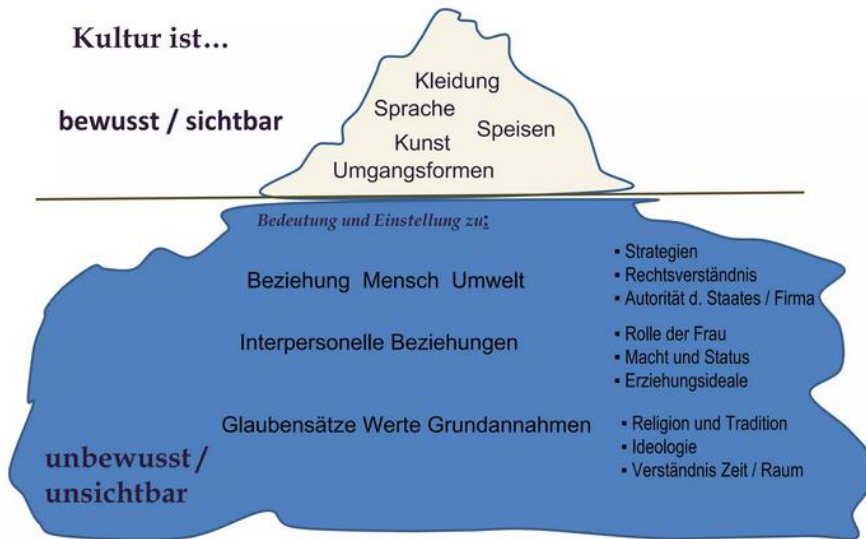 Kultur ist…
bewusst / sichtbar
Kleidung
Sprache
Speisen
Kunst
Umgangsformen
Bedeutung und Einstellung zu:
Beziehung Mensch Umwelt
▪ Strategien
▪ Rechtsverständnis
▪ Autorität d. Staates / Firma
Interpersonelle Beziehungen
▪ Rolle der Frau
▪ Macht und Status
▪ Erziehungsideale
Glaubensätze Werte Grundannahmen
▪ Religion und Tradition
▪ Ideologie
▪ Verständnis Zeit / Raum
unbewusst /
unsichtbar